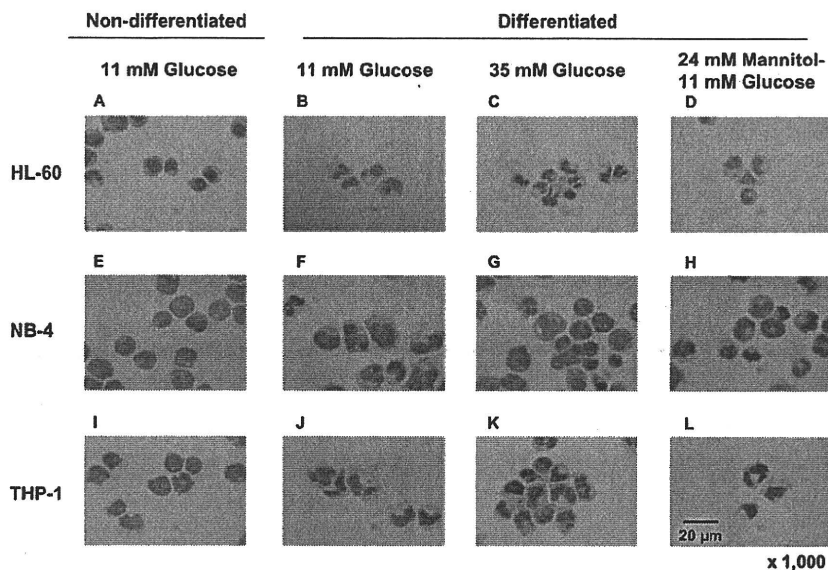 Non-differentiated Differentiated
11 mM Glucose 11 mM Glucose 35 mM Glucose 24 mM Mannitol-
11 mM Glucose
A B C D
HL-60
E F G H
NB-4
I J K L
THP-1
20 µm
x 1,000